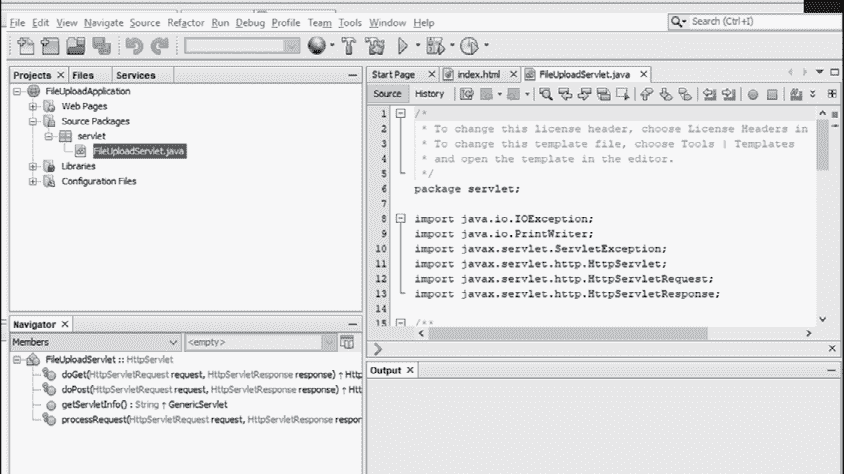 File Edit View Navigate Source Refactor Run Debug Profile Team Tools Window Help
Search (Ctrl+I)
Projects Files Services
FileUploadApplication
Web Pages
Source Packages
servlet
FileUploadServlet.java
Libraries
Configuration Files
Navigator
Members <empty>
FileUploadServlet :: HttpServlet
doGet(HttpServletRequest request, HttpServletResponse response) ↑ Http
doPost(HttpServletRequest request, HttpServletResponse response) ↑ Htt
getServletInfo() : String ↑ GenericServlet
processRequest(HttpServletRequest request, HttpServletResponse respor
Start Page index.html FileUploadServlet.java
Source History
1 /*
2 * To change this license header, choose License Headers in
3 * To change this template file, choose Tools | Templates
4 * and open the template in the editor.
5 */
6 package servlet;
7
8 import java.io.IOException;
9 import java.io.PrintWriter;
10 import javax.servlet.ServletException;
11 import javax.servlet.http.HttpServlet;
12 import javax.servlet.http.HttpServletRequest;
13 import javax.servlet.http.HttpServletResponse;
14
15 /**
Output